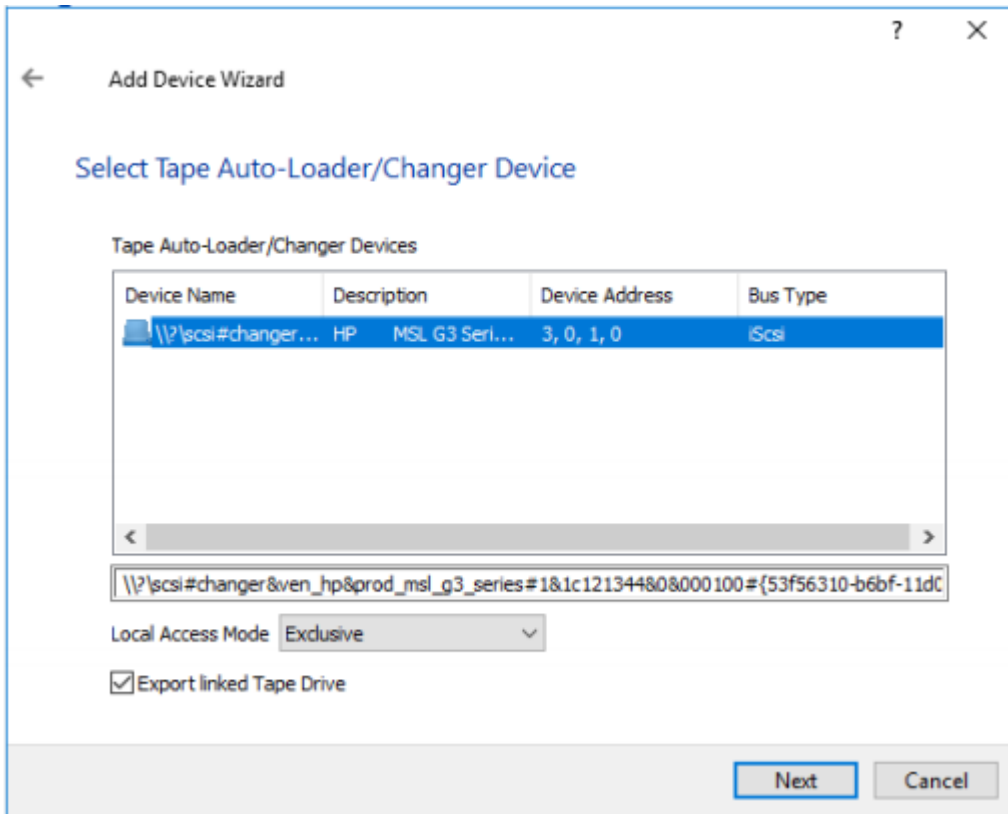 ?
Add Device Wizard
Select Tape Auto-Loader/Changer Device
Tape Auto-Loader/Changer Devices
Device Name Description Device Address Bus Type
\\?\scsi#changer... HP MSL G3 Seri... 3, 0, 1, 0 iScsi
\\?\scsi#changer&ven_hp&prod_msl_g3_series#1&1c121344&0&000100#{53f56310-b6bf-11d0
Local Access Mode Exclusive
Export linked Tape Drive
Next Cancel